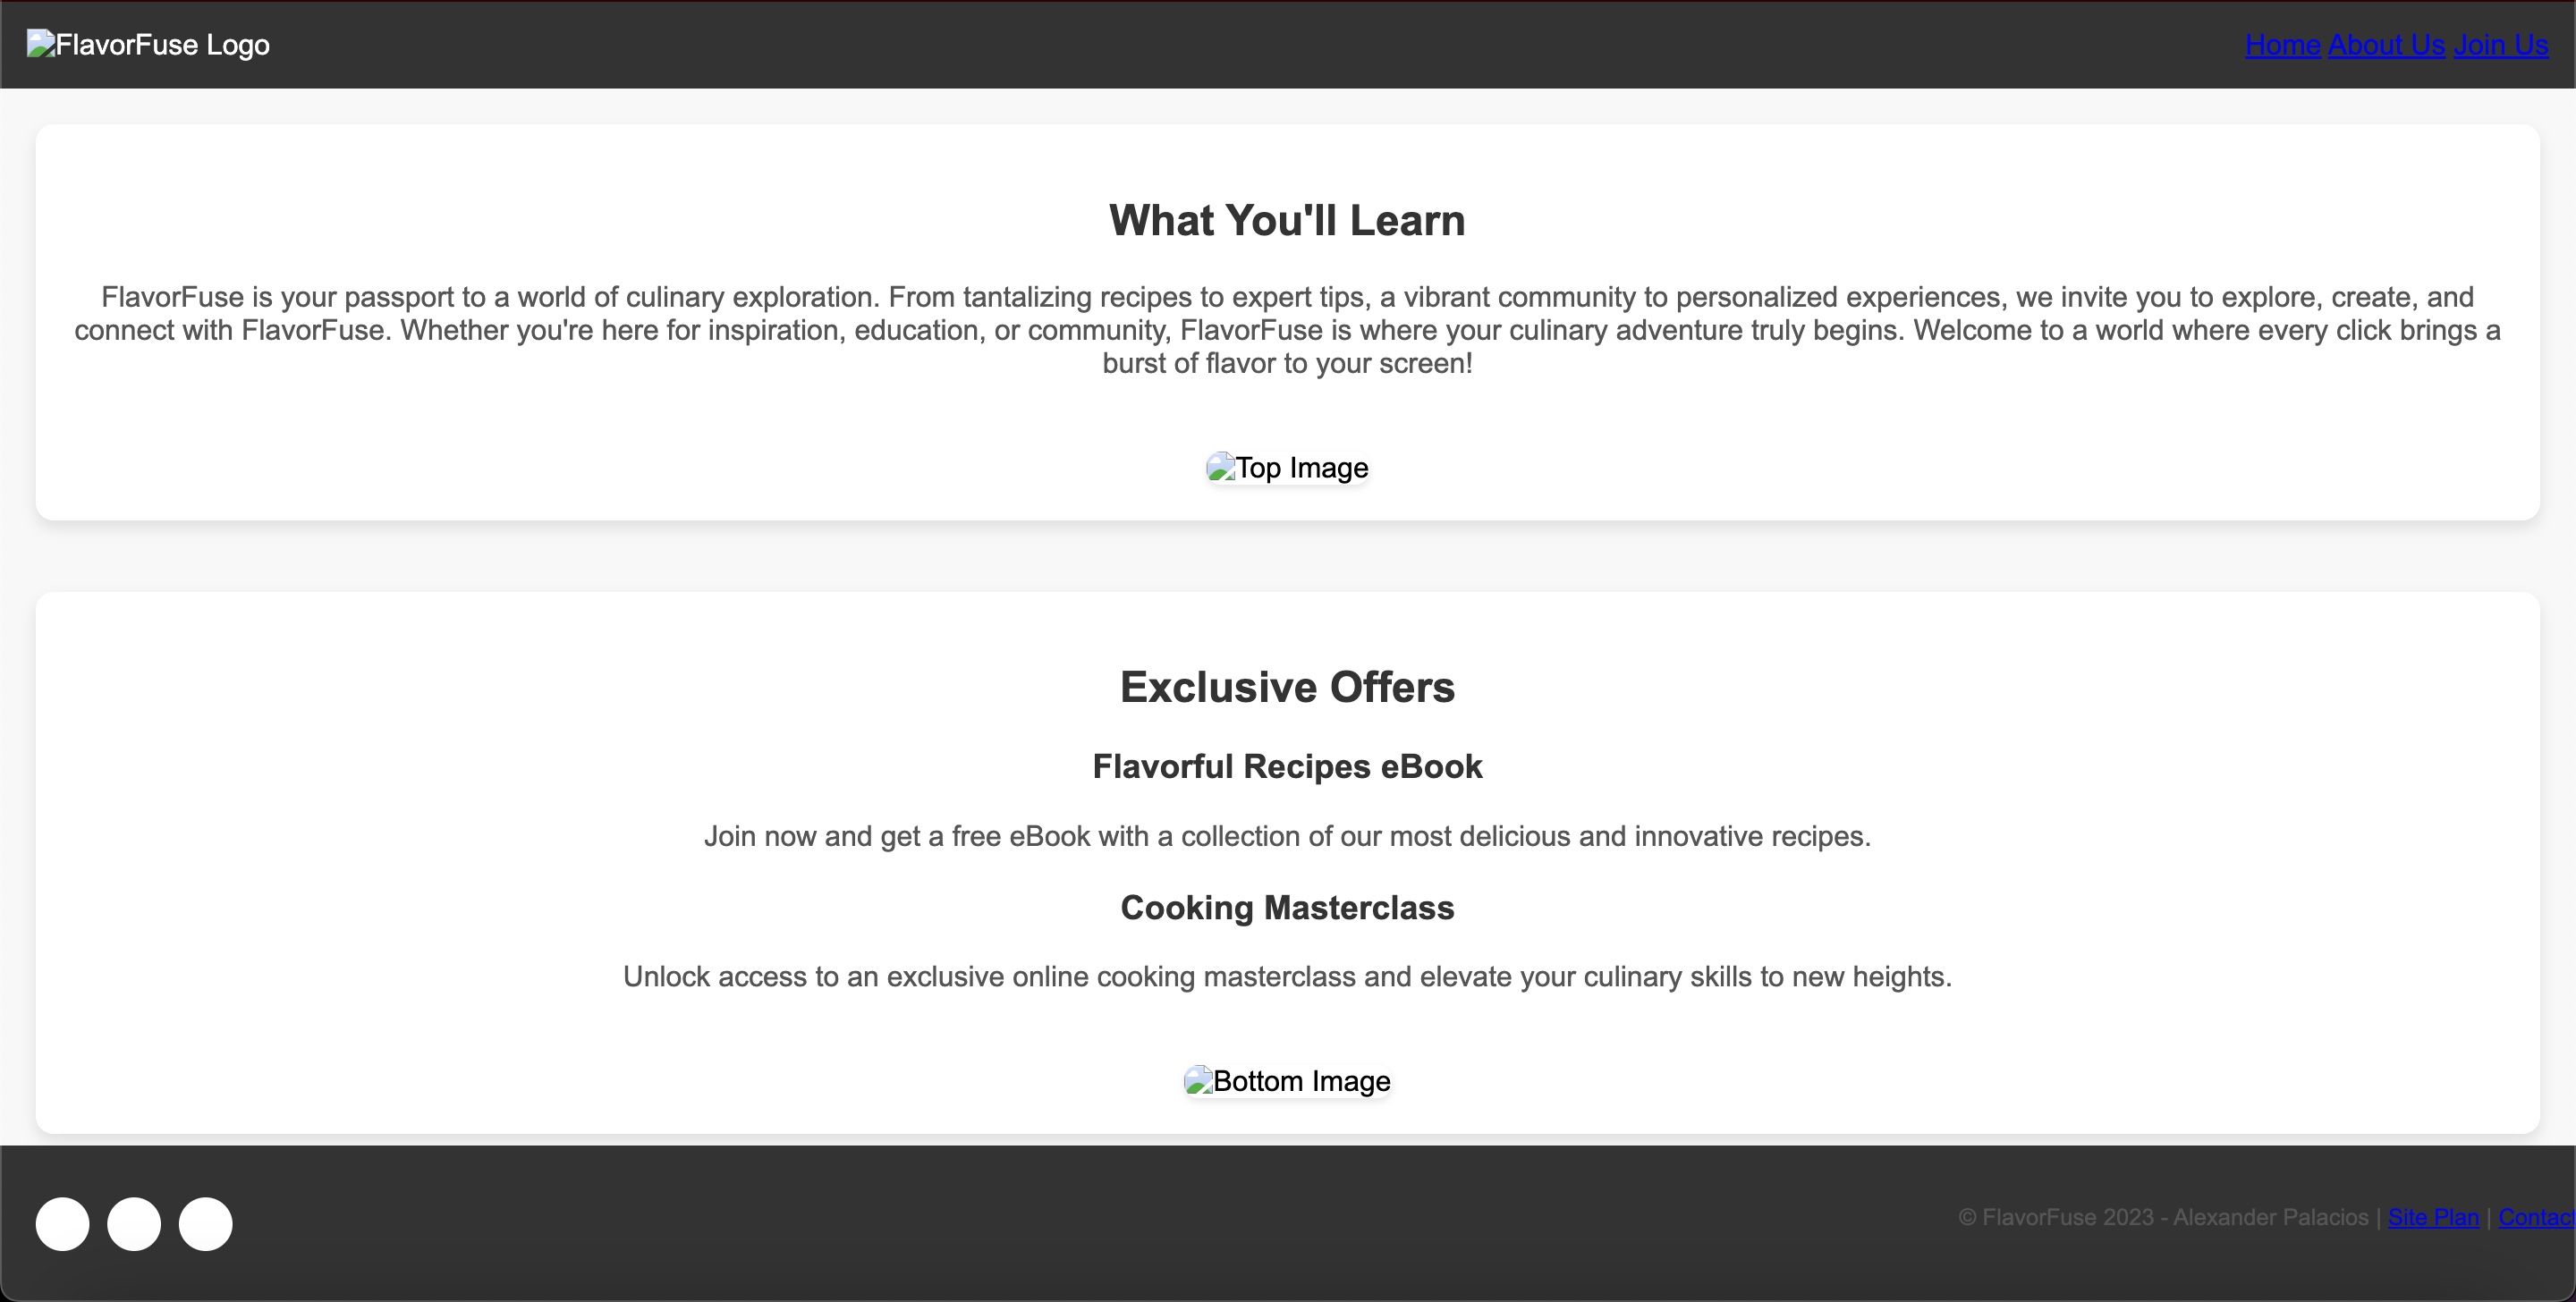 FlavorFuse Logo
Home About Us Join Us
What You'll Learn
FlavorFuse is your passport to a world of culinary exploration. From tantalizing recipes to expert tips, a vibrant community to personalized experiences, we invite you to explore, create, and
connect with FlavorFuse. Whether you're here for inspiration, education, or community, FlavorFuse is where your culinary adventure truly begins. Welcome to a world where every click brings a
burst of flavor to your screen!
Top Image
Exclusive Offers
Flavorful Recipes eBook
Join now and get a free eBook with a collection of our most delicious and innovative recipes.
Cooking Masterclass
Unlock access to an exclusive online cooking masterclass and elevate your culinary skills to new heights.
Bottom Image
© FlavorFuse 2023 - Alexander Palacios | Site Plan | Contact